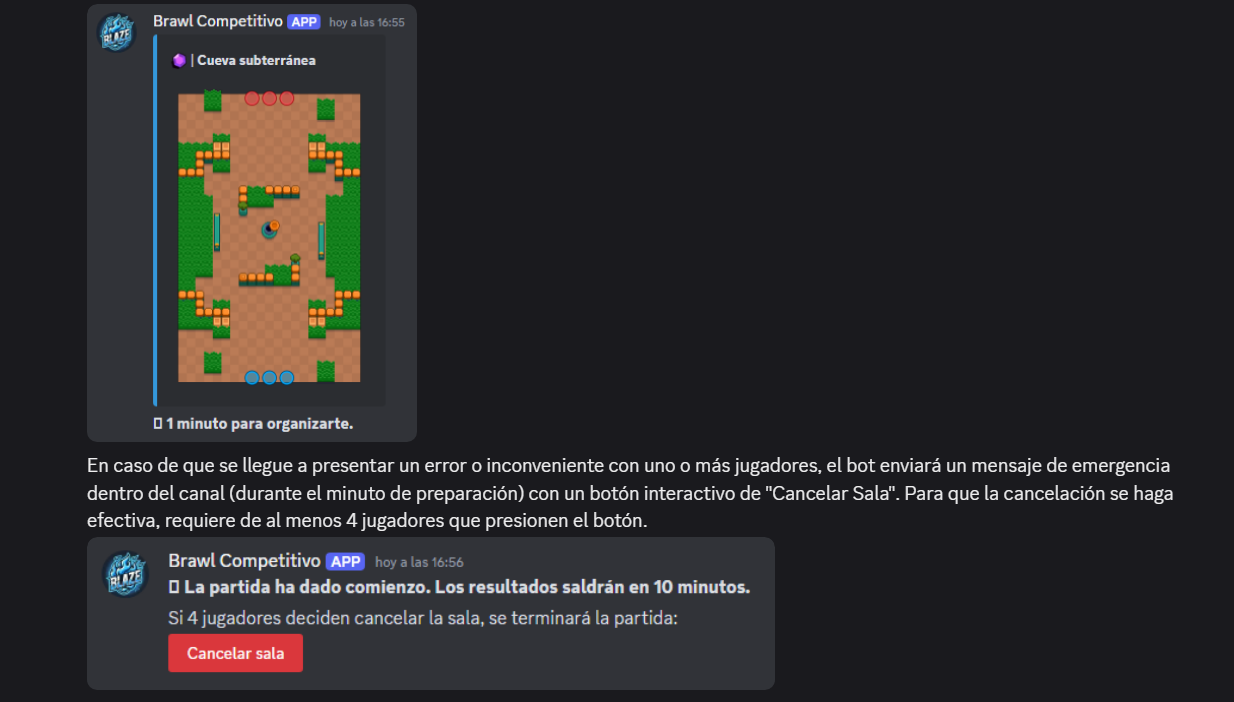 Brawl Competitivo APP hoy a las 16:55
BLAZE
| Cueva subterránea
1 minuto para organizarte.
En caso de que se llegue a presentar un error o inconveniente con uno o más jugadores, el bot enviará un mensaje de emergencia
dentro del canal (durante el minuto de preparación) con un botón interactivo de "Cancelar Sala". Para que la cancelación se haga
efectiva, requiere de al menos 4 jugadores que presionen el botón.
Brawl Competitivo APP hoy a las 16:56
BLAZE
La partida ha dado comienzo. Los resultados saldrán en 10 minutos.
Si 4 jugadores deciden cancelar la sala, se terminará la partida:
Cancelar sala